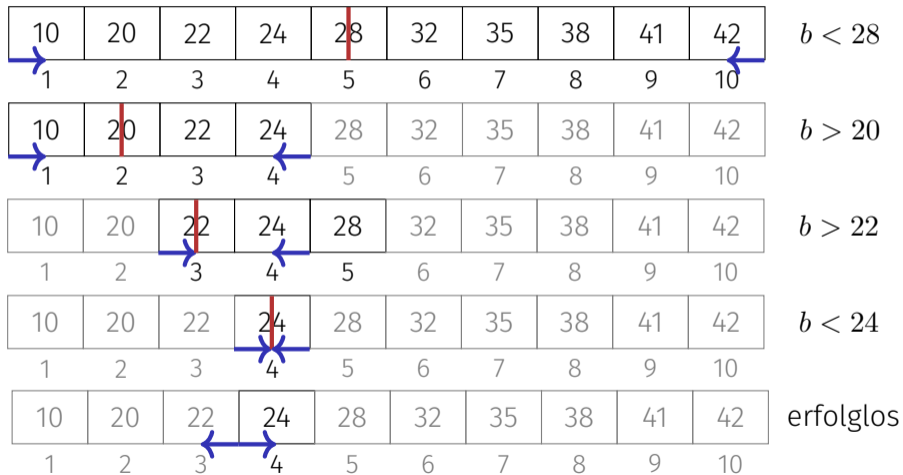 10 20 22 24 28 32 35 38 41 42 b < 28
1 2 3 4 5 6 7 8 9 10
10 20 22 24 28 32 35 38 41 42 b > 20
1 2 3 4 5 6 7 8 9 10
10 20 22 24 28 32 35 38 41 42 b > 22
1 2 3 4 5 6 7 8 9 10
10 20 22 24 28 32 35 38 41 42 b < 24
1 2 3 4 5 6 7 8 9 10
10 20 22 24 28 32 35 38 41 42 erfolglos
1 2 3 4 5 6 7 8 9 10